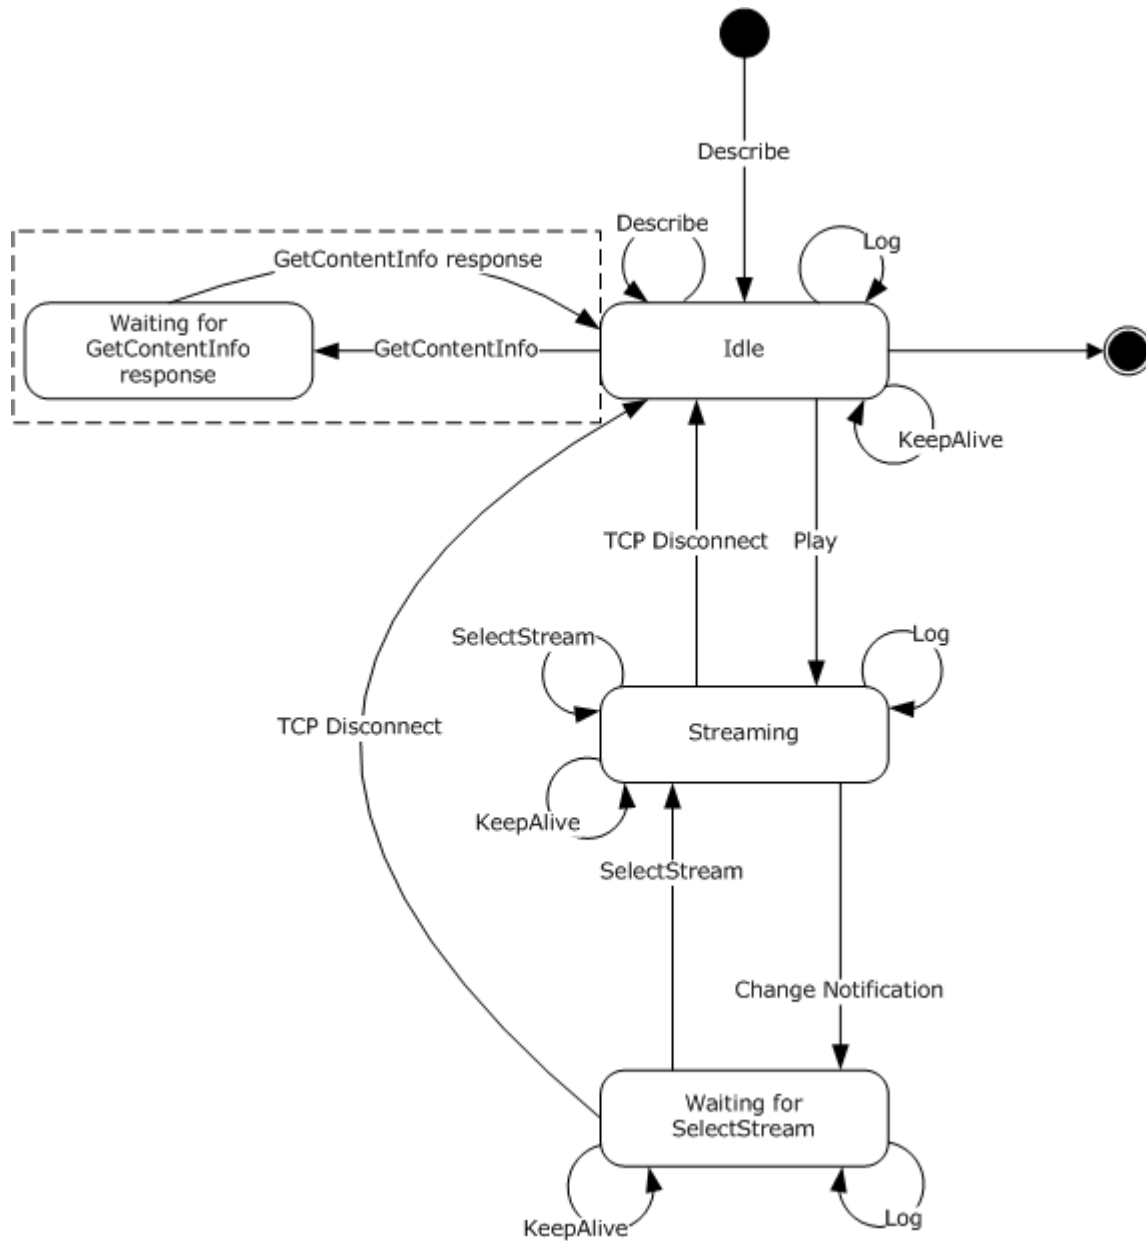 Describe
Describe
Log
GetContentInfo response
Waiting for
GetContentInfo
response
GetContentInfo
Idle
KeepAlive
TCP Disconnect
Play
SelectStream
Log
TCP Disconnect
Streaming
KeepAlive
SelectStream
Change Notification
Waiting for
SelectStream
KeepAlive
Log